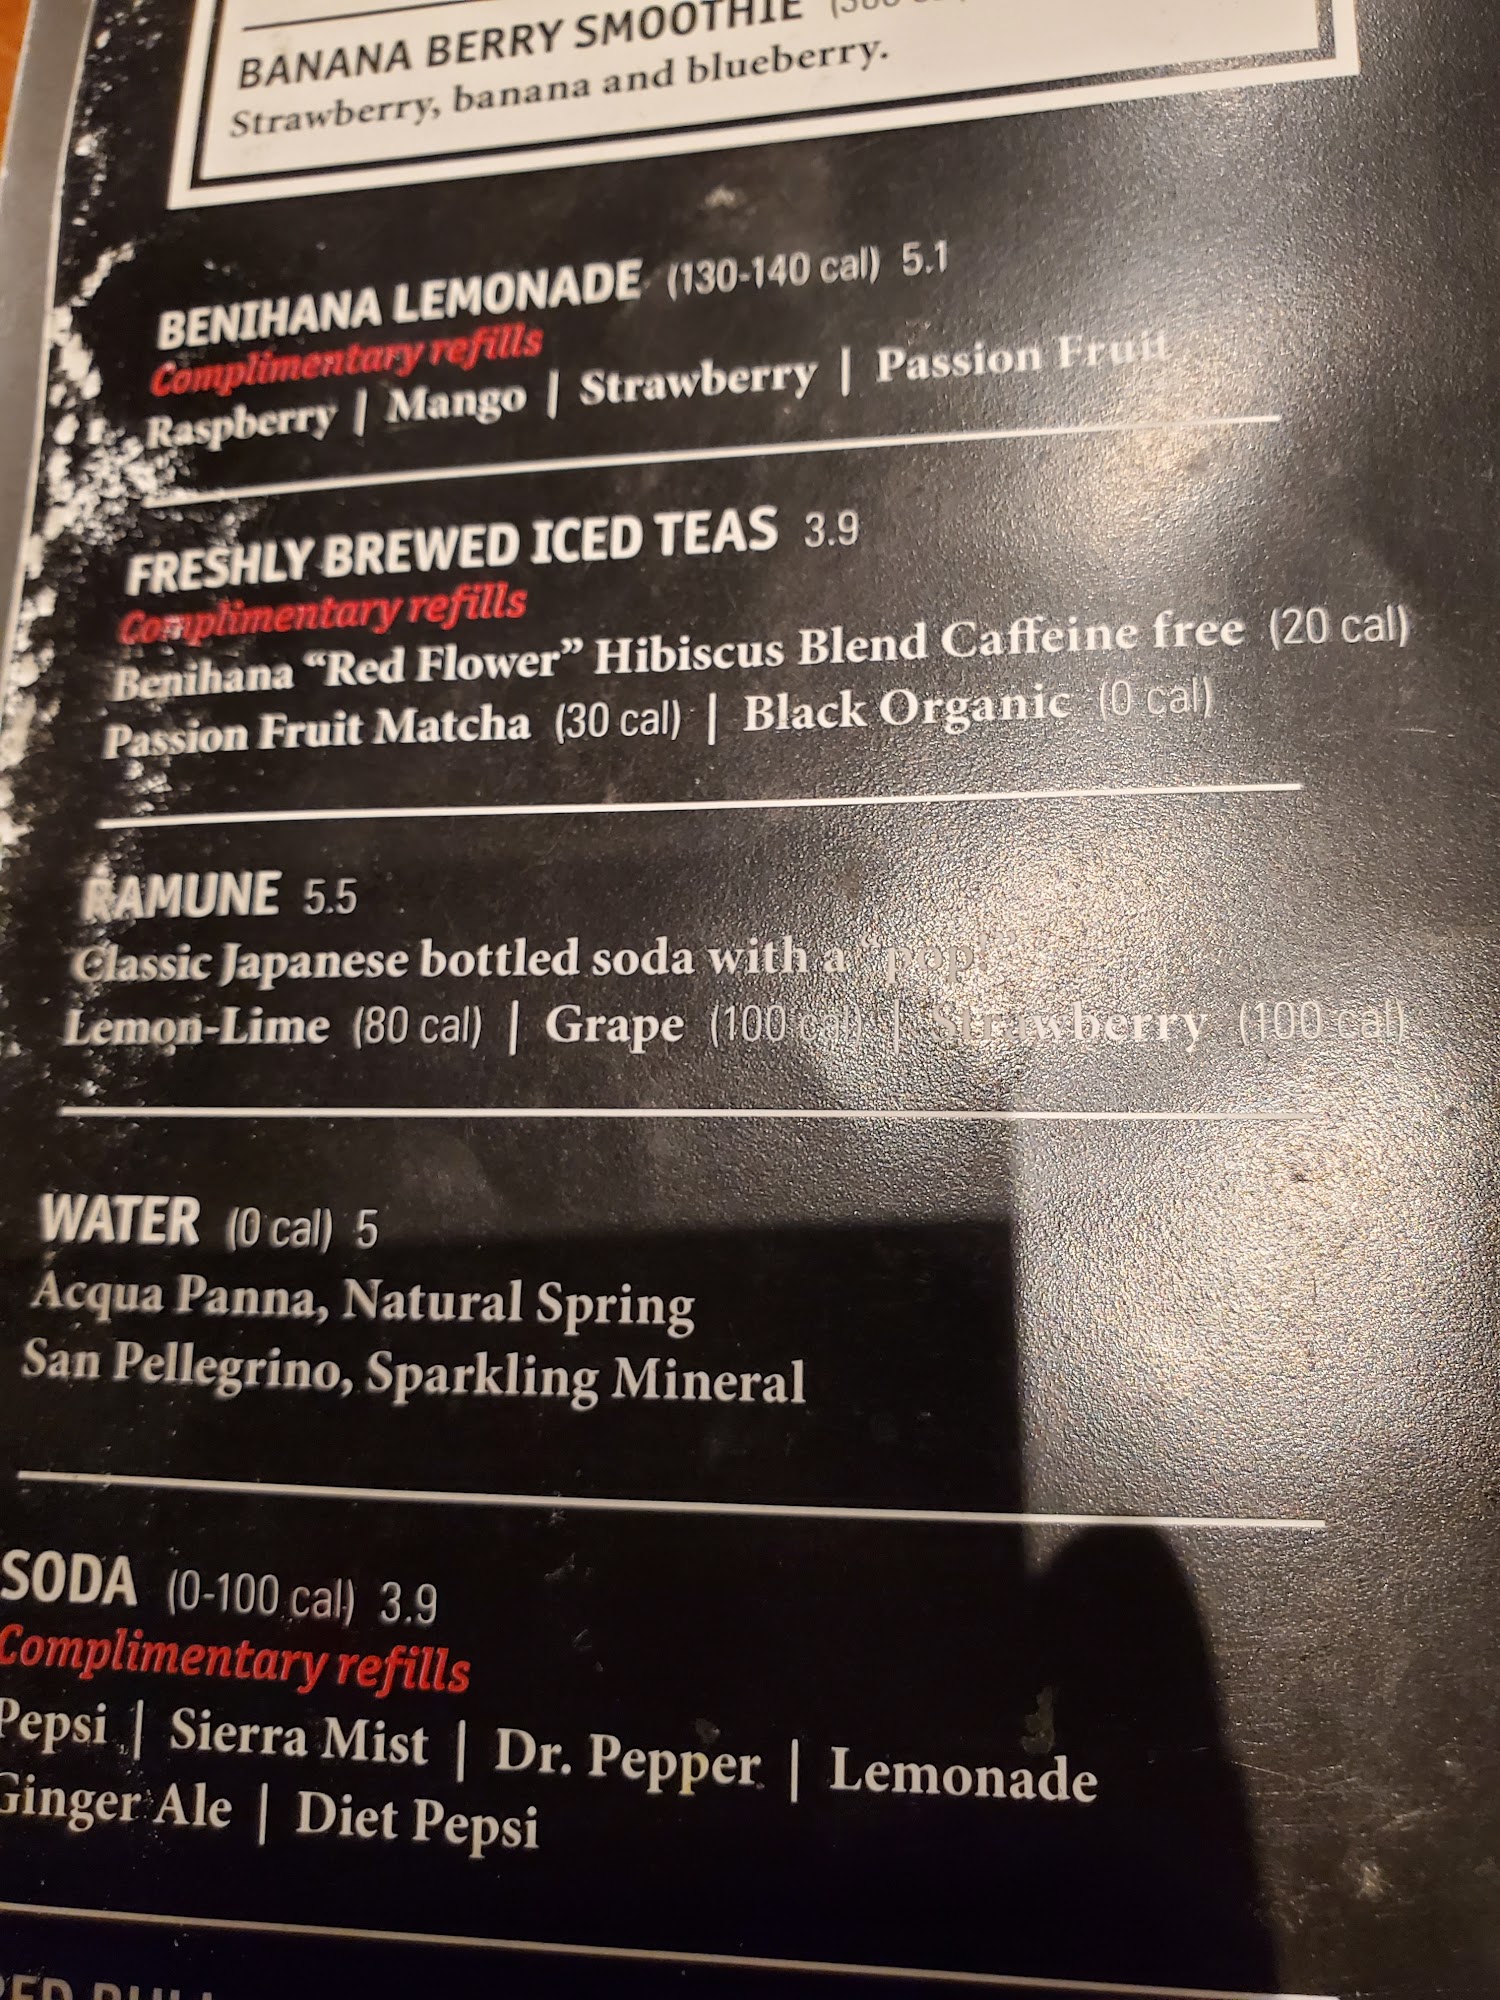 BANANA BERRY SMOOTHIE
Strawberry, banana and blueberry.
BENIHANA LEMONADE (130-140 cal) 5.1
Complimentary refills
Raspberry | Mango | Strawberry | Passion Fruit
FRESHLY BREWED ICED TEAS 3.9
Complimentary refills
Benihana “Red Flower” Hibiscus Blend Caffeine free (20 cal)
Passion Fruit Matcha (30 cal) | Black Organic (0 cal)
RAMUNE 5.5
Classic Japanese bottled soda with a “pop!”
Lemon-Lime (80 cal) | Grape (100 cal) | Strawberry (100 cal)
WATER (0 cal) 5
Acqua Panna, Natural Spring
San Pellegrino, Sparkling Mineral
SODA (0-100 cal) 3.9
Complimentary refills
Pepsi | Sierra Mist | Dr. Pepper | Lemonade
Ginger Ale | Diet Pepsi
RED BULL